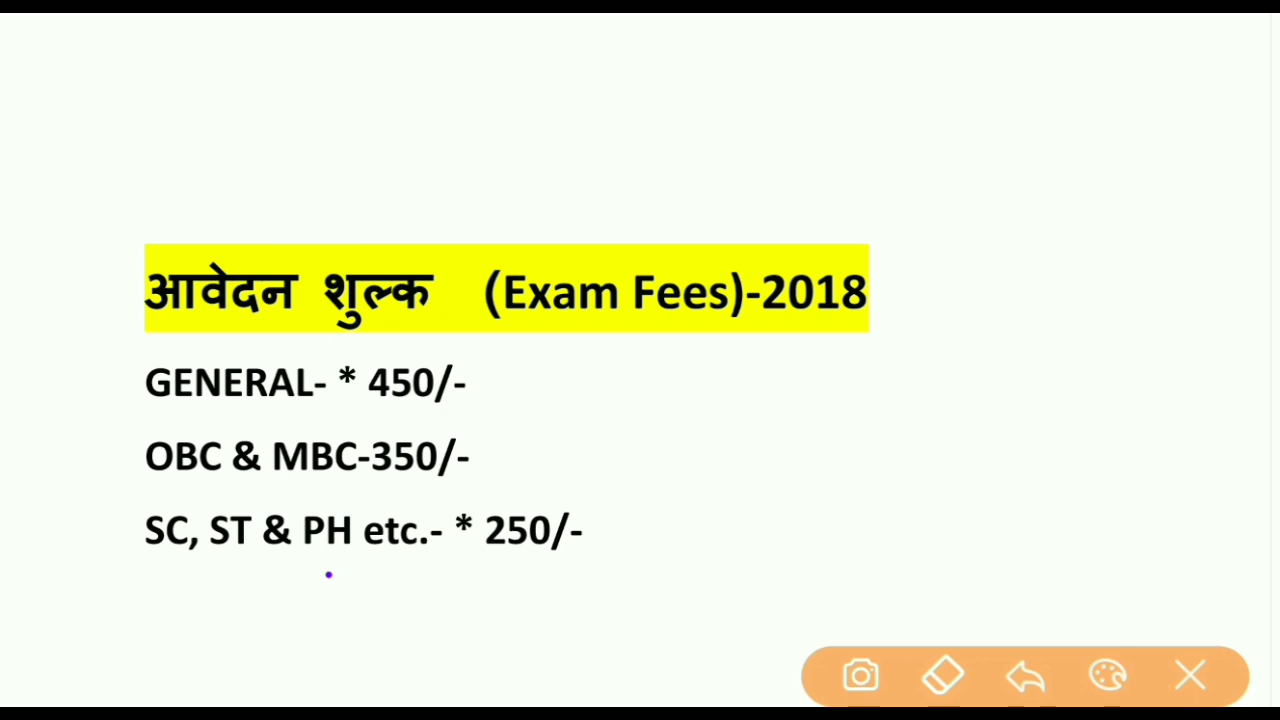 आवेदन शुल्क (Exam Fees)-2018
GENERAL- * 450/-
OBC & MBC-350/-
SC, ST & PH etc.- * 250/-